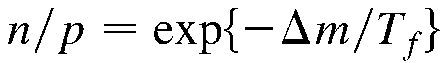 n/p = exp{−Δm/T_f}